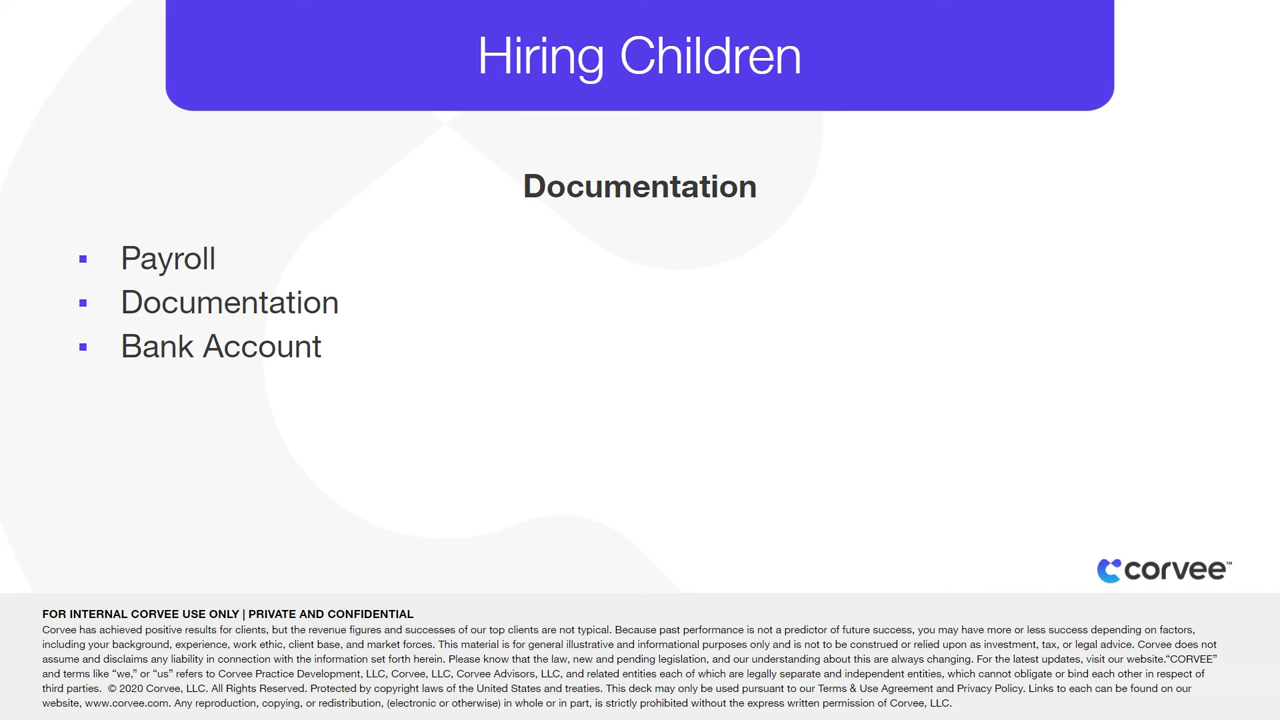 Hiring Children
Documentation
▪ Payroll
▪ Documentation
▪ Bank Account
corvee™
FOR INTERNAL CORVEE USE ONLY | PRIVATE AND CONFIDENTIAL
Corvee has achieved positive results for clients, but the revenue figures and successes of our top clients are not typical. Because past performance is not a predictor of future success, you may have more or less success depending on factors,
including your background, experience, work ethic, client base, and market forces. This material is for general illustrative and informational purposes only and is not to be construed or relied upon as investment, tax, or legal advice. Corvee does not
assume and disclaims any liability in connection with the information set forth herein. Please know that the law, new and pending legislation, and our understanding about this are always changing. For the latest updates, visit our website.“CORVEE”
and terms like “we,” or “us” refers to Corvee Practice Development, LLC, Corvee, LLC, Corvee Advisors, LLC, and related entities each of which are legally separate and independent entities, which cannot obligate or bind each other in respect of
third parties. © 2020 Corvee, LLC. All Rights Reserved. Protected by copyright laws of the United States and treaties. This deck may only be used pursuant to our Terms & Use Agreement and Privacy Policy. Links to each can be found on our
website, www.corvee.com. Any reproduction, copying, or redistribution, (electronic or otherwise) in whole or in part, is strictly prohibited without the express written permission of Corvee, LLC.